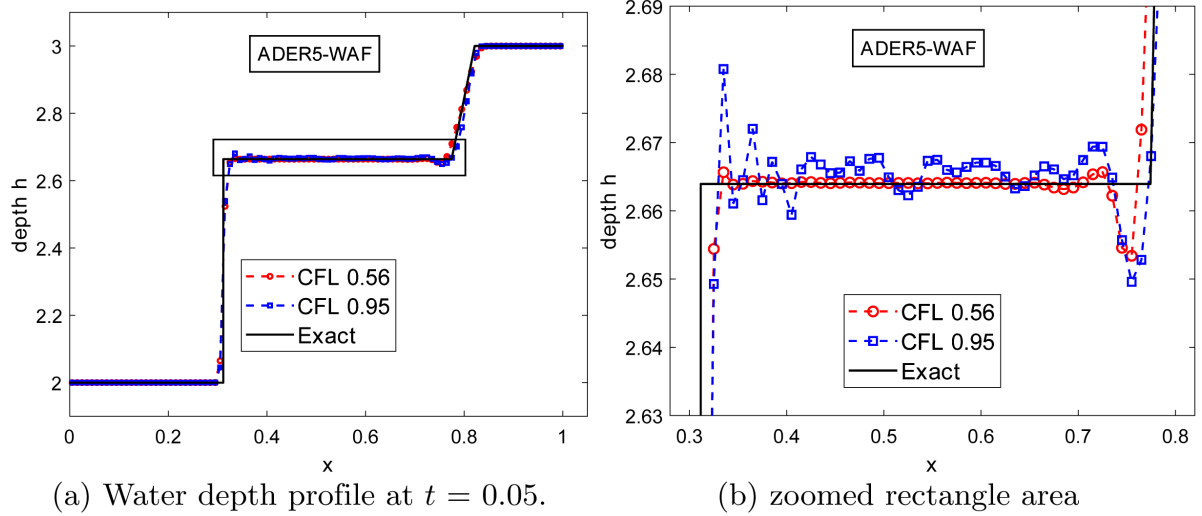 ADER5-WAF
depth h
3
2.8
2.6
2.4
2.2
2
CFL 0.56
CFL 0.95
Exact
0
0.2
0.4
0.6
0.8
1
x
(a) Water depth profile at t = 0.05.
ADER5-WAF
depth h
2.69
2.68
2.67
2.66
2.65
2.64
2.63
CFL 0.56
CFL 0.95
Exact
0.3
0.4
0.5
0.6
0.7
0.8
x
(b) zoomed rectangle area